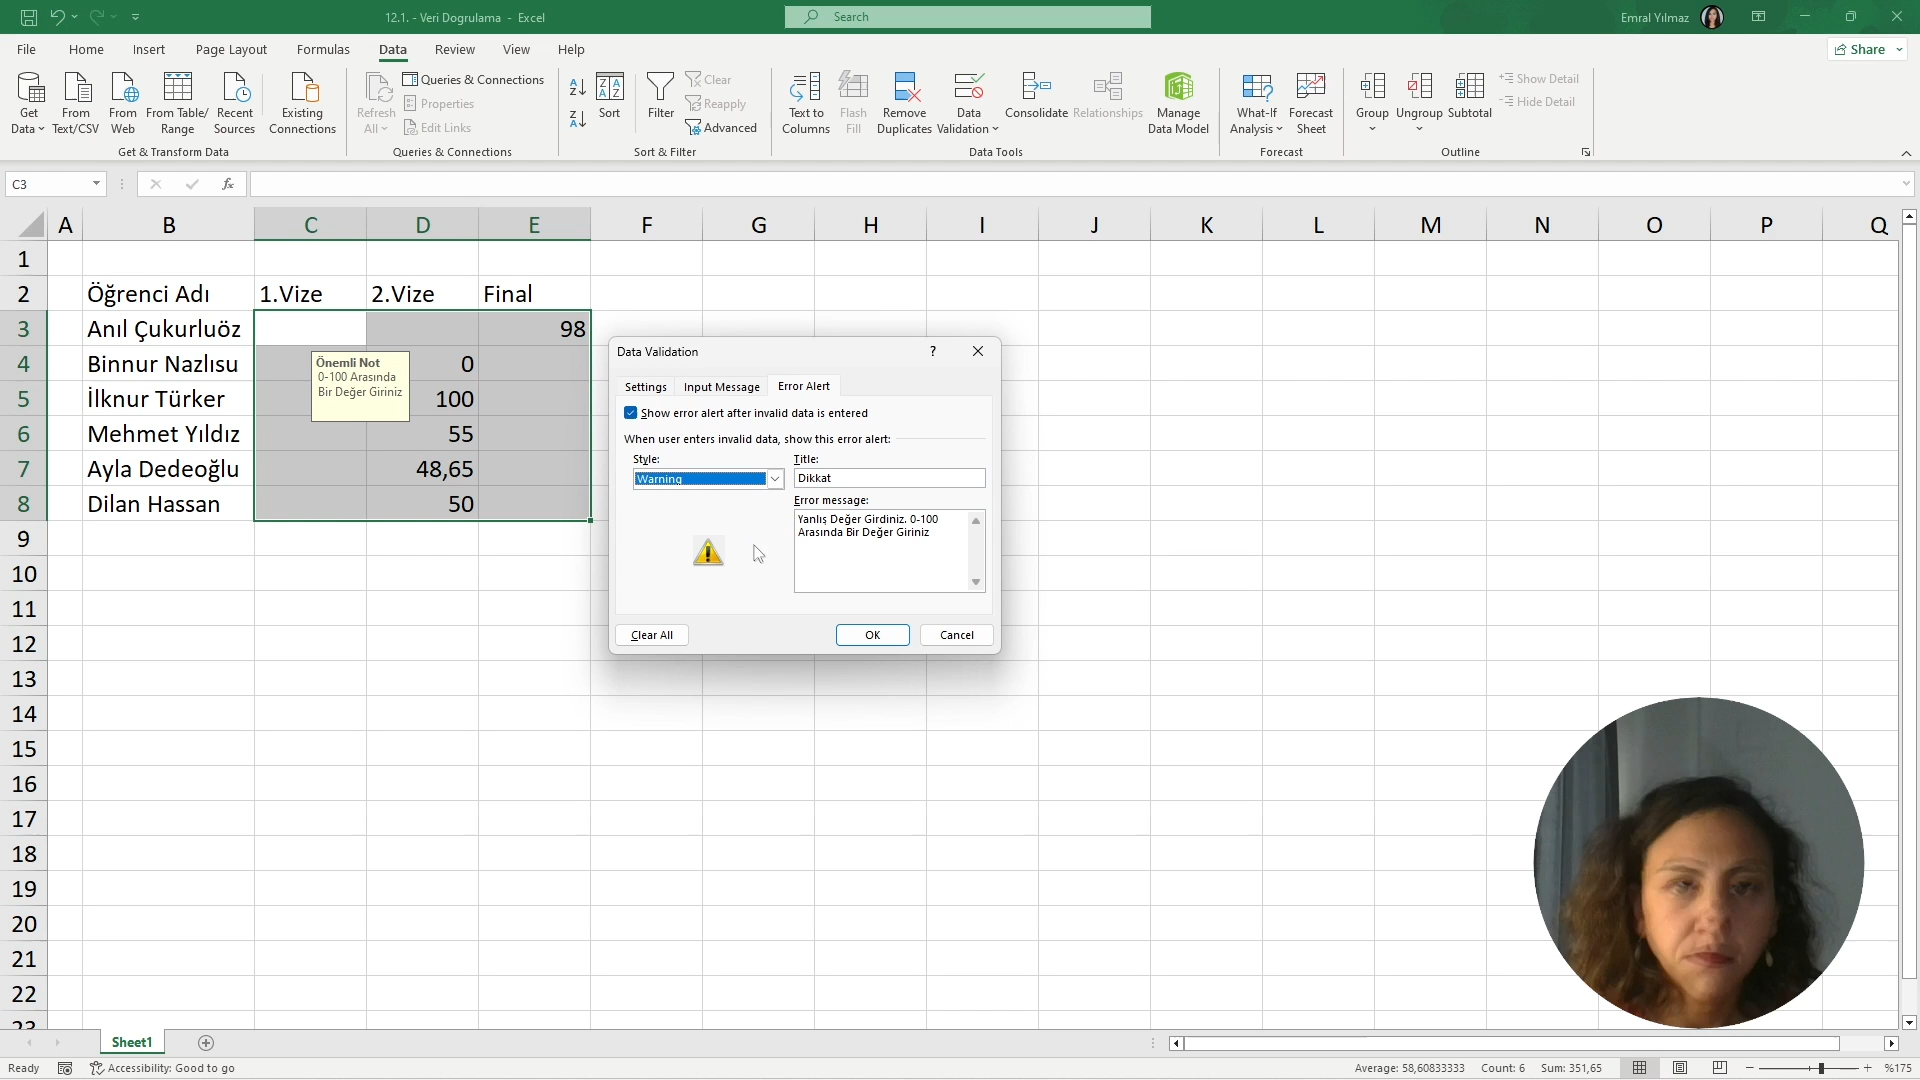 12.1. - Veri Dogrulama - Excel
Search
Emral Yılmaz
File Home Insert Page Layout Formulas Data Review View Help
Share
Get Data
From Text/CSV
From Web
From Table/ Range
Recent Sources
Existing Connections
Get & Transform Data
Refresh All
Queries & Connections
Properties
Edit Links
Queries & Connections
Sort
Filter
Clear
Reapply
Advanced
Sort & Filter
Text to Columns
Flash Fill
Remove Duplicates
Data Validation
Consolidate
Relationships
Manage Data Model
Data Tools
What-If Analysis
Forecast Sheet
Forecast
Group
Ungroup
Subtotal
Show Detail
Hide Detail
Outline
C3
fx
A B C D E F G H I J K L M N O P Q
1
2 Öğrenci Adı 1.Vize 2.Vize Final
3 Anıl Çukurluöz 98
4 Binnur Nazlısu 0
5 İlknur Türker 100
6 Mehmet Yıldız 55
7 Ayla Dedeoğlu 48,65
8 Dilan Hassan 50
9
10
11
12
13
14
15
16
17
18
19
20
21
22
23
Önemli Not
0-100 Arasında
Bir Değer Giriniz
Data Validation
?
Settings Input Message Error Alert
Show error alert after invalid data is entered
When user enters invalid data, show this error alert:
Style:
Warning
Title:
Dikkat
Error message:
Yanlış Değer Girdiniz. 0-100
Arasında Bir Değer Giriniz
Clear All
OK
Cancel
Sheet1
Ready
Accessibility: Good to go
Average: 58,60833333 Count: 6 Sum: 351,65
%175